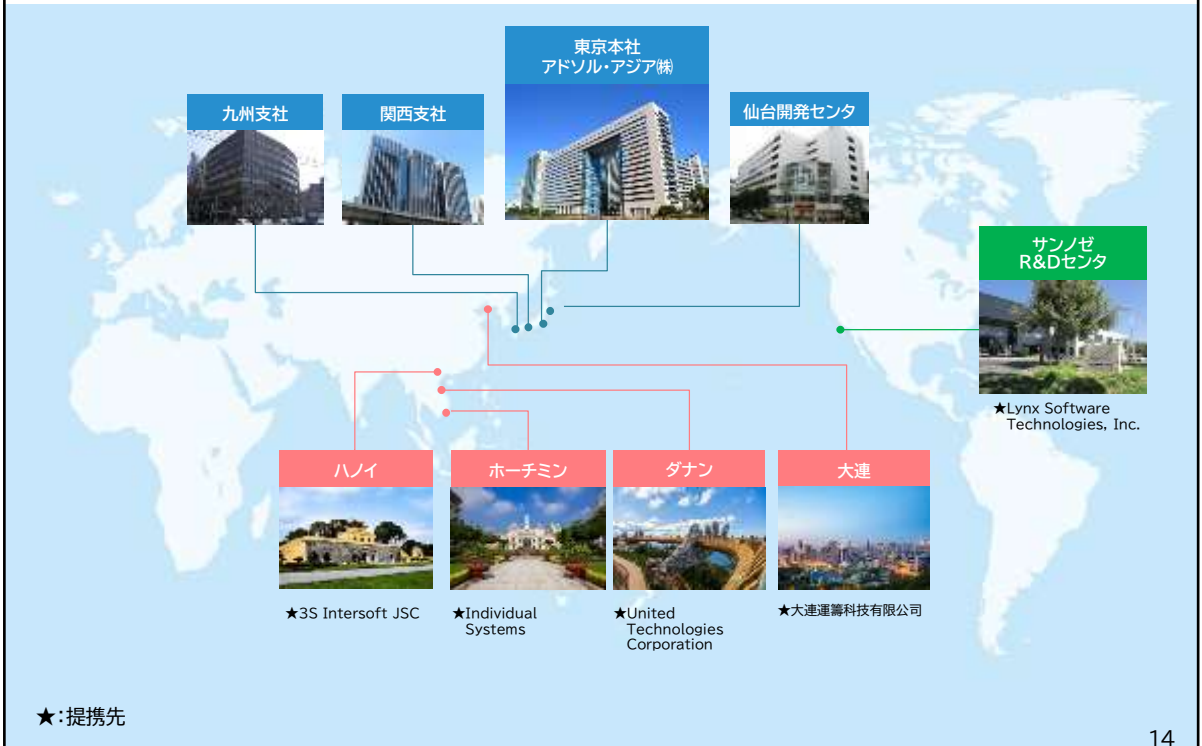 東京本社
アドソル・アジア㈱
九州支社
関西支社
仙台開発センタ
サンノゼ
R&Dセンタ
★Lynx Software
Technologies, Inc.
ハノイ
ホーチミン
ダナン
大連
★3S Intersoft JSC
★Individual
Systems
★United
Technologies
Corporation
★大連運籌科技有限公司
★:提携先
14